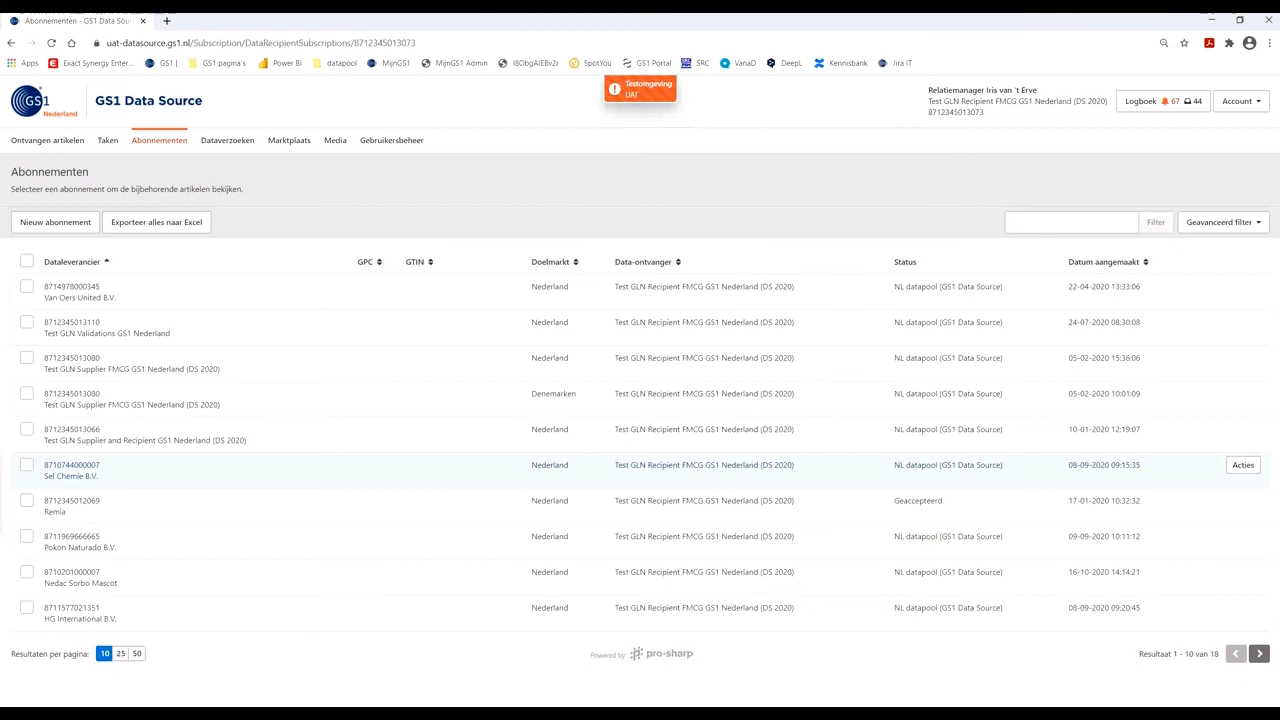 Abonnementen - GS1 Data Sou
uat-datasource.gs1.nl/Subscription/DataRecipientSubscriptions/8712345013073
Apps Exact Synergy Enter... GS1 | GS1 pagina's Power BI datapool MijnGS1 MijnGS1 Admin SpotYou GS1 Portal SRC VanaD DeepL Kennisbank Jira IT
GS1 Nederland
GS1 Data Source
Testomgeving
UAT
Relatiemanager Iris van 't Erve
Test GLN Recipient FMCG GS1 Nederland (DS 2020)
8712345013073
Logboek 67 44
Account
Ontvangen artikelen Taken Abonnementen Dataverzoeken Marktplaats Media Gebruikersbeheer
Abonnementen
Selecteer een abonnement om de bijbehorende artikelen bekijken.
Nieuw abonnement Exporteer alles naar Excel Filter Geavanceerd filter
Dataleverancier GPC GTIN Doelmarkt Data-ontvanger Status Datum aangemaakt
8714978000345 Nederland Test GLN Recipient FMCG GS1 Nederland (DS 2020) NL datapool (GS1 Data Source) 22-04-2020 13:33:06
Van Oers United B.V.
8712345013110 Nederland Test GLN Recipient FMCG GS1 Nederland (DS 2020) NL datapool (GS1 Data Source) 24-07-2020 08:30:08
Test GLN Validations GS1 Nederland
8712345013080 Nederland Test GLN Recipient FMCG GS1 Nederland (DS 2020) NL datapool (GS1 Data Source) 05-02-2020 15:36:06
Test GLN Supplier FMCG GS1 Nederland (DS 2020)
8712345013080 Denemarken Test GLN Recipient FMCG GS1 Nederland (DS 2020) NL datapool (GS1 Data Source) 05-02-2020 10:01:09
Test GLN Supplier FMCG GS1 Nederland (DS 2020)
8712345013066 Nederland Test GLN Recipient FMCG GS1 Nederland (DS 2020) NL datapool (GS1 Data Source) 10-01-2020 12:19:07
Test GLN Supplier and Recipient GS1 Nederland (DS 2020)
8710744000007 Nederland Test GLN Recipient FMCG GS1 Nederland (DS 2020) NL datapool (GS1 Data Source) 08-09-2020 09:15:35 Acties
Sel Chemie B.V.
8712345012069 Nederland Test GLN Recipient FMCG GS1 Nederland (DS 2020) Geaccepteerd 17-01-2020 10:32:32
Remia
8711969666665 Nederland Test GLN Recipient FMCG GS1 Nederland (DS 2020) NL datapool (GS1 Data Source) 09-09-2020 10:11:12
Pokon Naturado B.V.
8710201000007 Nederland Test GLN Recipient FMCG GS1 Nederland (DS 2020) NL datapool (GS1 Data Source) 16-10-2020 14:14:21
Nedac Sorbo Mascot
8711577021351 Nederland Test GLN Recipient FMCG GS1 Nederland (DS 2020) NL datapool (GS1 Data Source) 08-09-2020 09:20:45
HG International B.V.
Resultaten per pagina: 10 25 50 Powered by pro-sharp Resultaat 1 - 10 van 18